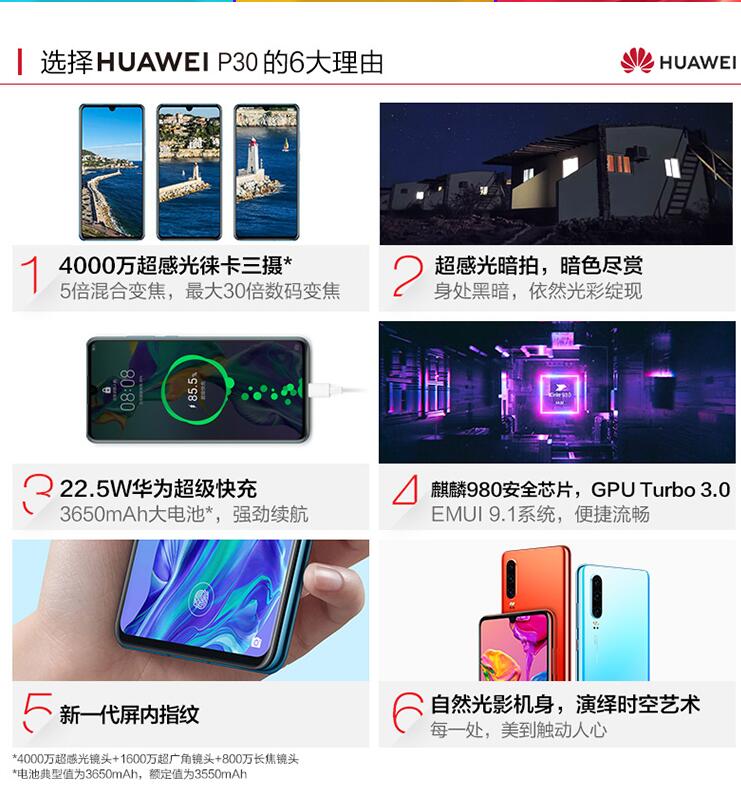 选择HUAWEI P30的6大理由
HUAWEI
1 4000万超感光徕卡三摄*
5倍混合变焦，最大30倍数码变焦
2 超感光暗拍，暗色尽赏
身处黑暗，依然光彩绽现
08:08
85.5%
3 22.5W华为超级快充
3650mAh大电池*，强劲续航
4 麒麟980安全芯片，GPU Turbo 3.0
EMUI 9.1系统，便捷流畅
5 新一代屏内指纹
6 自然光影机身，演绎时空艺术
每一处，美到触动人心
*4000万超感光镜头+1600万超广角镜头+800万长焦镜头
*电池典型值为3650mAh，额定值为3550mAh